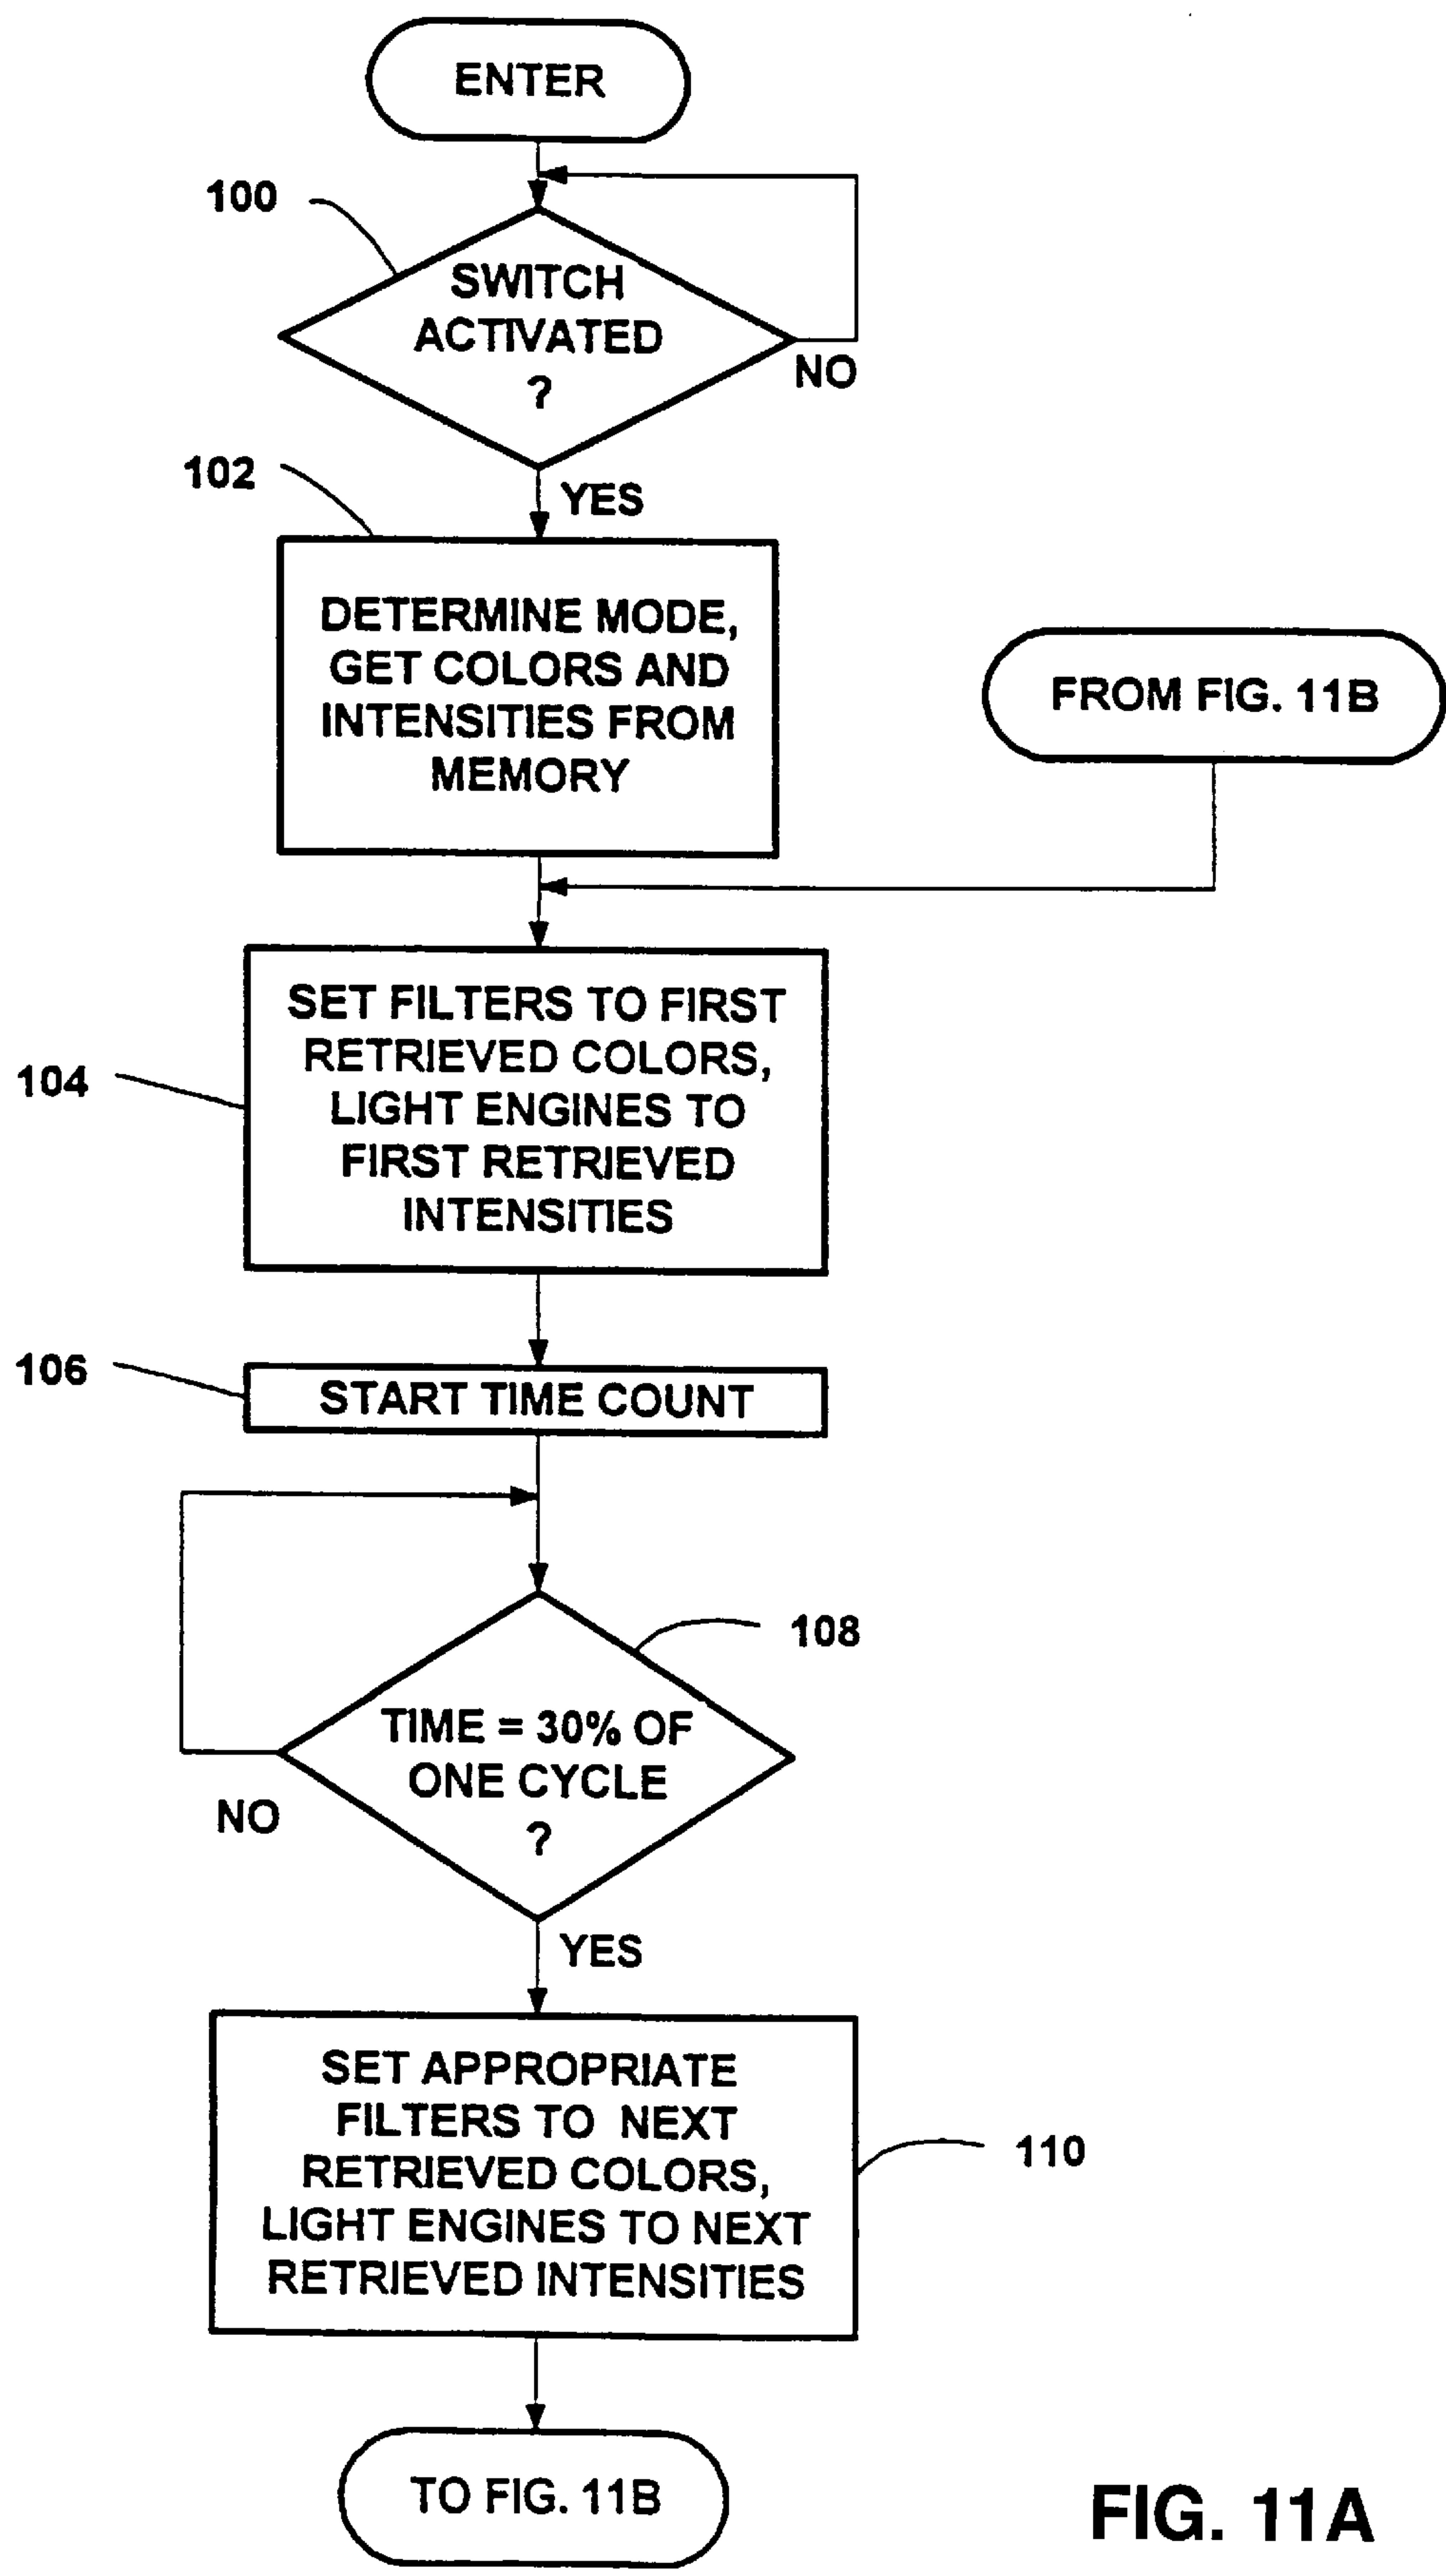 ENTER
100
SWITCH
ACTIVATED
?
NO
YES
102
DETERMINE MODE,
GET COLORS AND
INTENSITIES FROM
MEMORY
FROM FIG. 11B
104
SET FILTERS TO FIRST
RETRIEVED COLORS,
LIGHT ENGINES TO
FIRST RETRIEVED
INTENSITIES
106
START TIME COUNT
108
TIME = 30% OF
ONE CYCLE
?
NO
YES
SET APPROPRIATE
FILTERS TO NEXT
RETRIEVED COLORS,
LIGHT ENGINES TO NEXT
RETRIEVED INTENSITIES
110
TO FIG. 11B
FIG. 11A